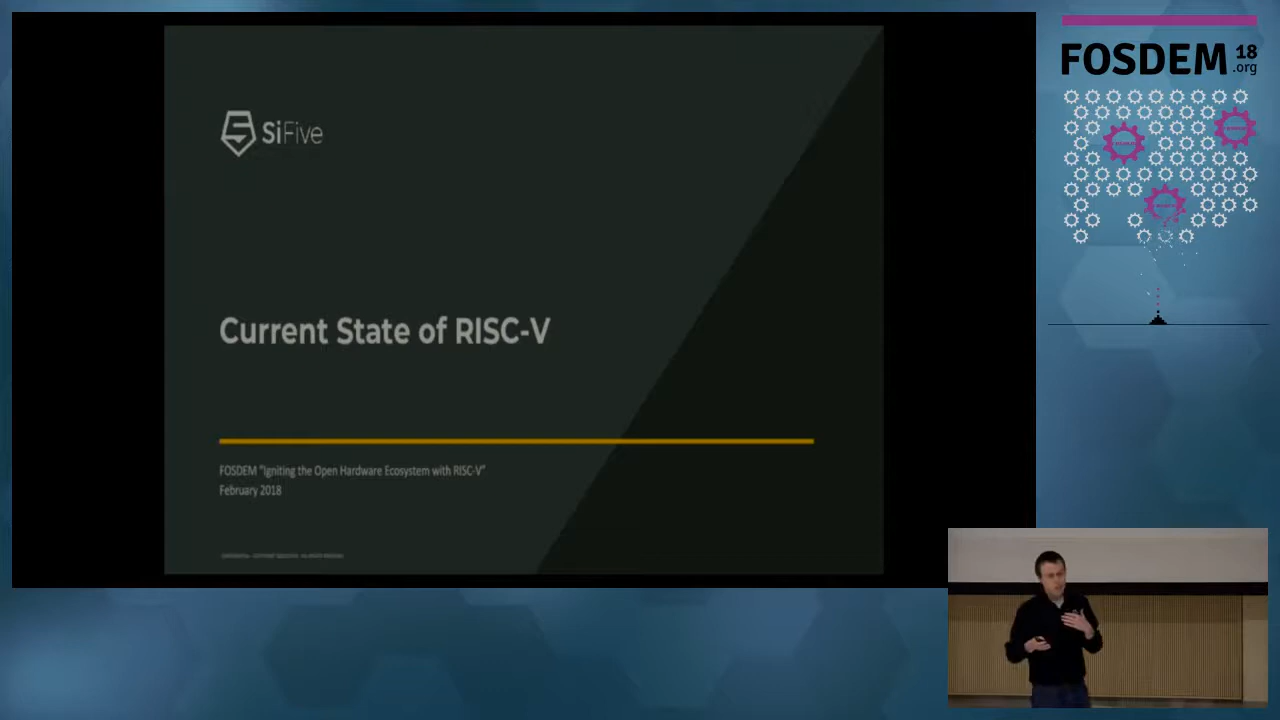 SiFive
Current State of RISC-V
FOSDEM "Igniting the Open Hardware Ecosystem with RISC-V"
February 2018
FOSDEM 18
.org